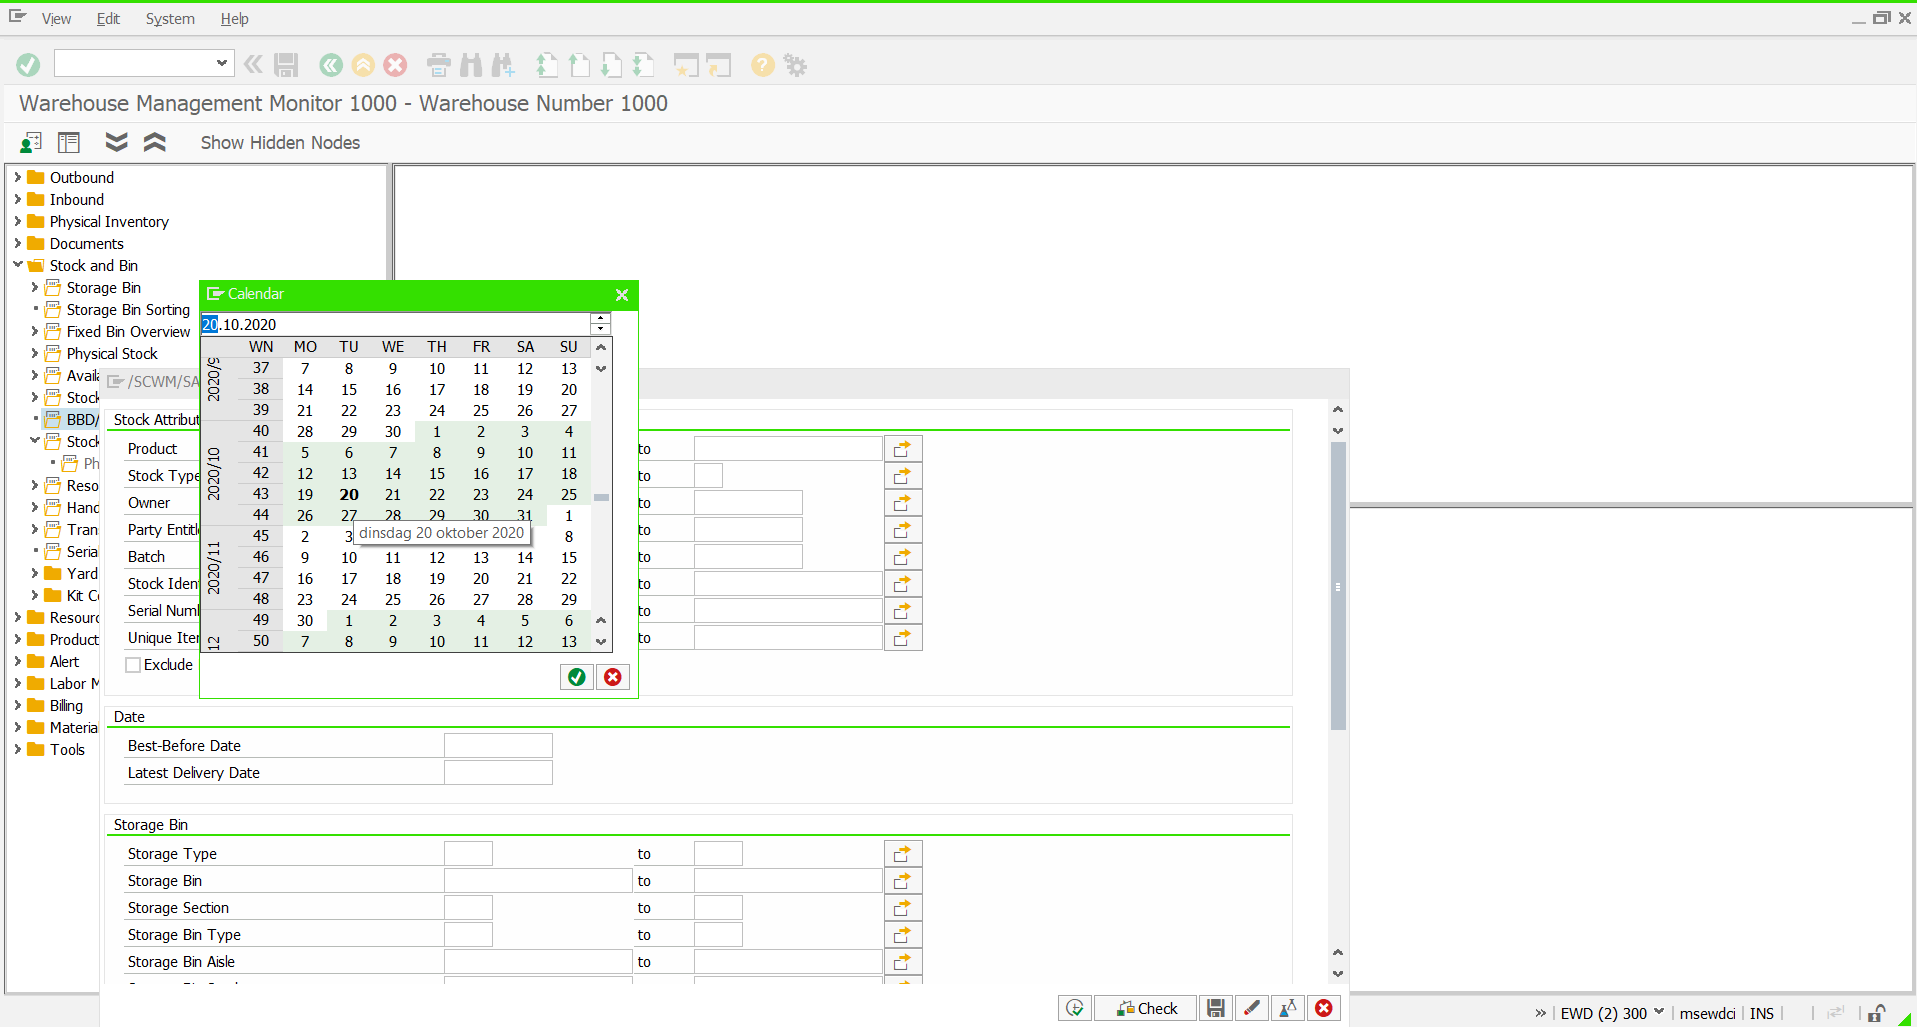 View Edit System Help
Warehouse Management Monitor 1000 - Warehouse Number 1000
Show Hidden Nodes
Outbound
Inbound
Physical Inventory
Documents
Stock and Bin
Storage Bin
Storage Bin Sorting
Fixed Bin Overview
Physical Stock
Availa
Stock
BBD/
Stock
Ph
Reso
Hand
Trans
Serial
Yard
Kit Co
Resourc
Product
Alert
Labor M
Billing
Material
Tools
Calendar
20.10.2020
WN MO TU WE TH FR SA SU
2020/9
37 7 8 9 10 11 12 13
38 14 15 16 17 18 19 20
39 21 22 23 24 25 26 27
40 28 29 30 1 2 3 4
2020/10
41 5 6 7 8 9 10 11
42 12 13 14 15 16 17 18
43 19 20 21 22 23 24 25
44 26 27 28 29 30 31 1
dinsdag 20 oktober 2020
2020/11
45 2 3 8
46 9 10 11 12 13 14 15
47 16 17 18 19 20 21 22
48 23 24 25 26 27 28 29
49 30 1 2 3 4 5 6
12
50 7 8 9 10 11 12 13
/SCWM/SA
Stock Attribut
Product to
Stock Type to
Owner to
Party Entitle to
Batch to
Stock Ident to
Serial Numb to
Unique Iter to
Exclude
Date
Best-Before Date
Latest Delivery Date
Storage Bin
Storage Type to
Storage Bin to
Storage Section to
Storage Bin Type to
Storage Bin Aisle to
Check
EWD (2) 300 msewdci INS